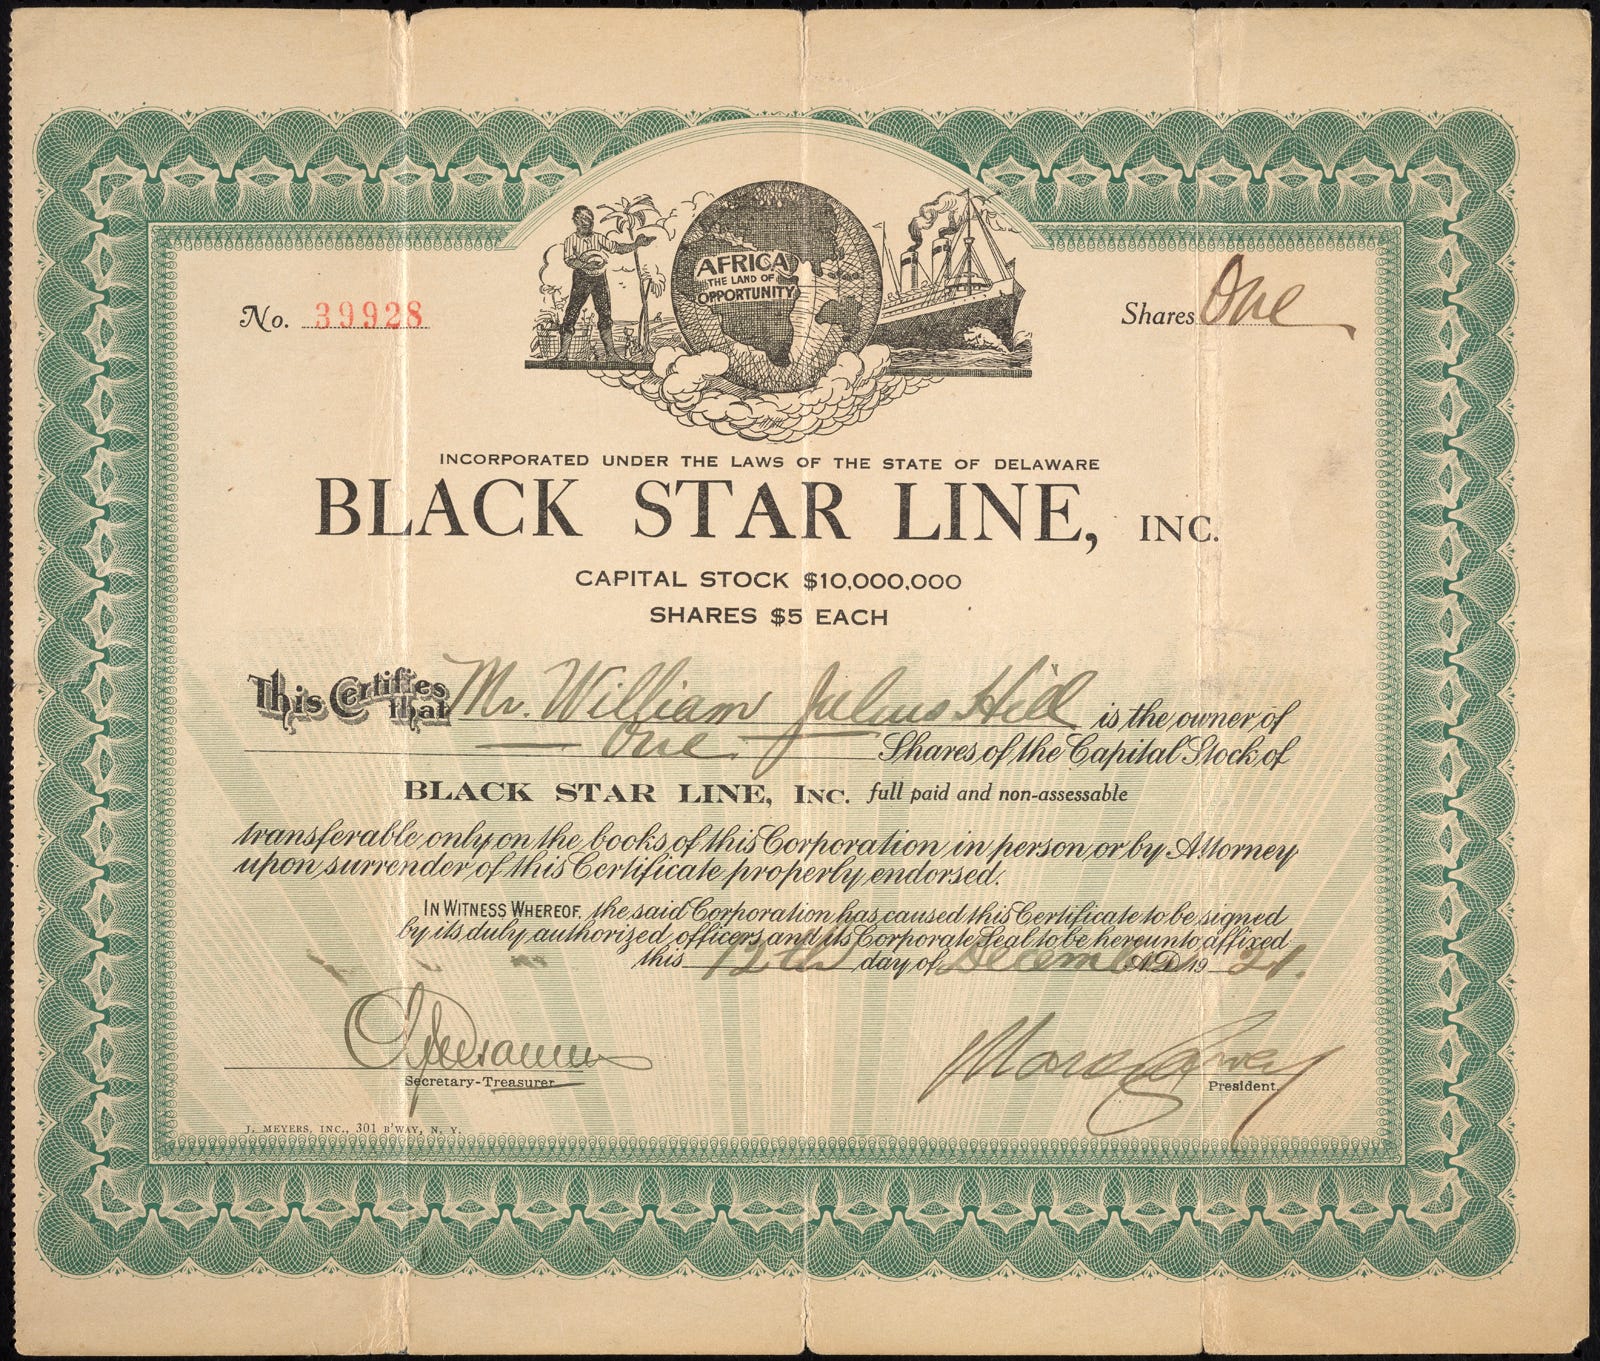 AFRICA
THE LAND OF
OPPORTUNITY
No. 39928
Shares One
INCORPORATED UNDER THE LAWS OF THE STATE OF DELAWARE
BLACK STAR LINE, INC.
CAPITAL STOCK $10,000,000
SHARES $5 EACH
This Certifies that Mr. William Julius Hill is the owner of
One Shares of the Capital Stock of
BLACK STAR LINE, INC. full paid and non-assessable
transferable only on the books of this Corporation in person or by Attorney
upon surrender of this Certificate properly endorsed.
IN WITNESS WHEREOF, the said Corporation has caused this Certificate to be signed
by its duly authorized officers and its Corporate Seal to be hereunto affixed
this 12th day of December A.D. 19 21.
Marcus Garvey
Secretary-Treasurer
President
J. MEYERS, INC., 301 B'WAY, N. Y.